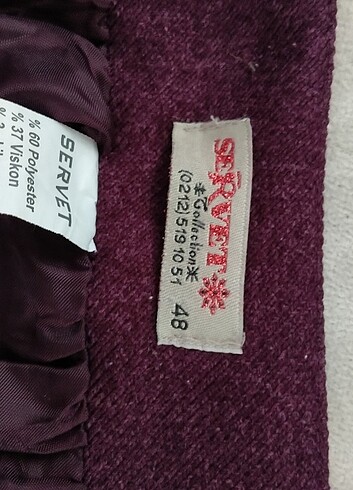 SERVET
% 60 Polyester
% 37 Viskon
SERVET
*Collection*
(0212) 519 10 51
48